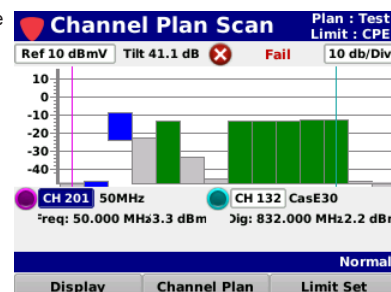 e
Channel Plan Scan
Plan : Test
Limit : CPE
Ref 10 dBmV
Tilt 41.1 dB
Fail
10 db/Div
10
0
-10
-20
-30
-40
CH 201 50MHz
CH 132 CasE30
Freq: 50.000 MHz
3.3 dBm
Dig: 832.000 MHz
2.2 dBm
Normal
Display
Channel Plan
Limit Set